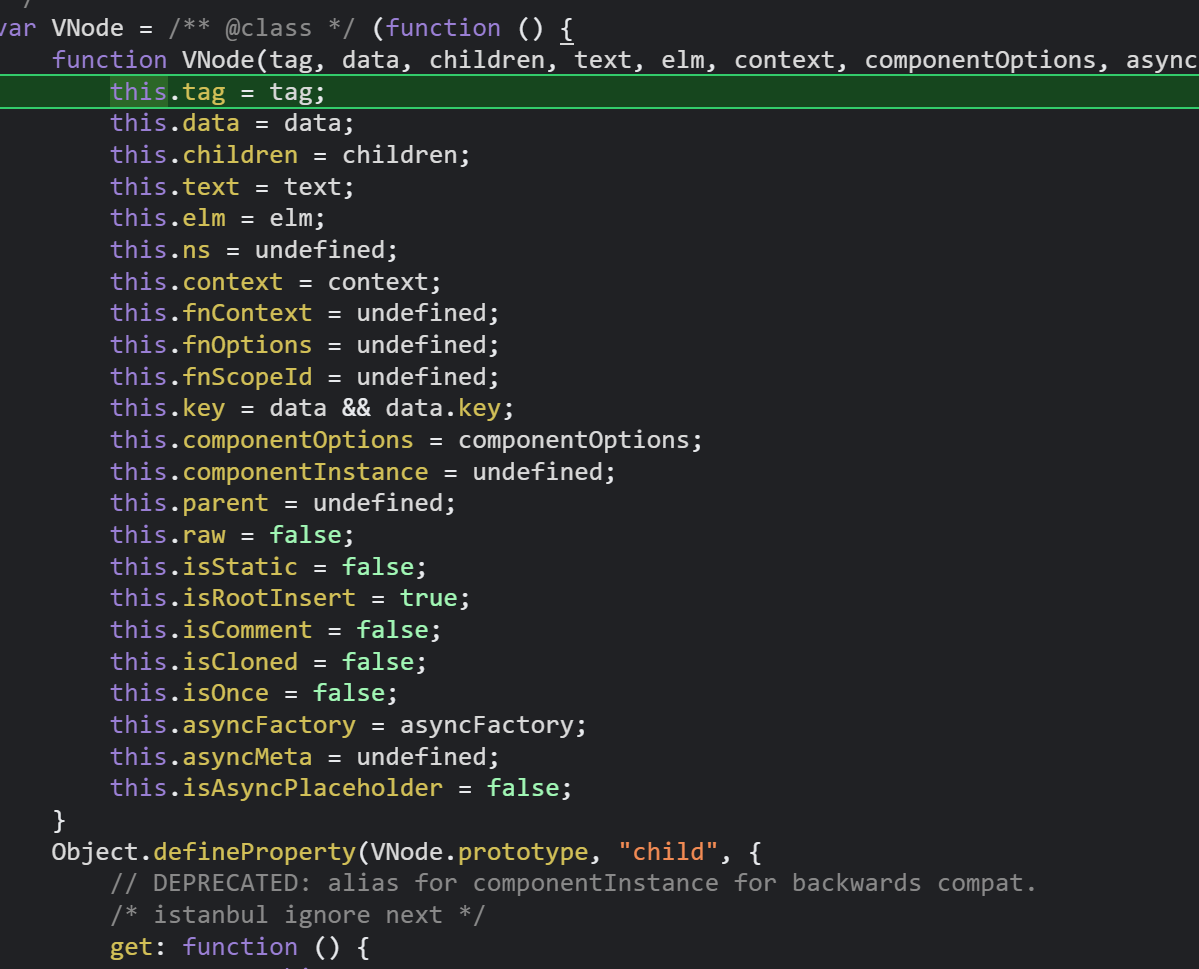 var VNode = /** @class */ (function () {
function VNode(tag, data, children, text, elm, context, componentOptions, async
this.tag = tag;
this.data = data;
this.children = children;
this.text = text;
this.elm = elm;
this.ns = undefined;
this.context = context;
this.fnContext = undefined;
this.fnOptions = undefined;
this.fnScopeId = undefined;
this.key = data && data.key;
this.componentOptions = componentOptions;
this.componentInstance = undefined;
this.parent = undefined;
this.raw = false;
this.isStatic = false;
this.isRootInsert = true;
this.isComment = false;
this.isCloned = false;
this.isOnce = false;
this.asyncFactory = asyncFactory;
this.asyncMeta = undefined;
this.isAsyncPlaceholder = false;
}
Object.defineProperty(VNode.prototype, "child", {
// DEPRECATED: alias for componentInstance for backwards compat.
/* istanbul ignore next */
get: function () {